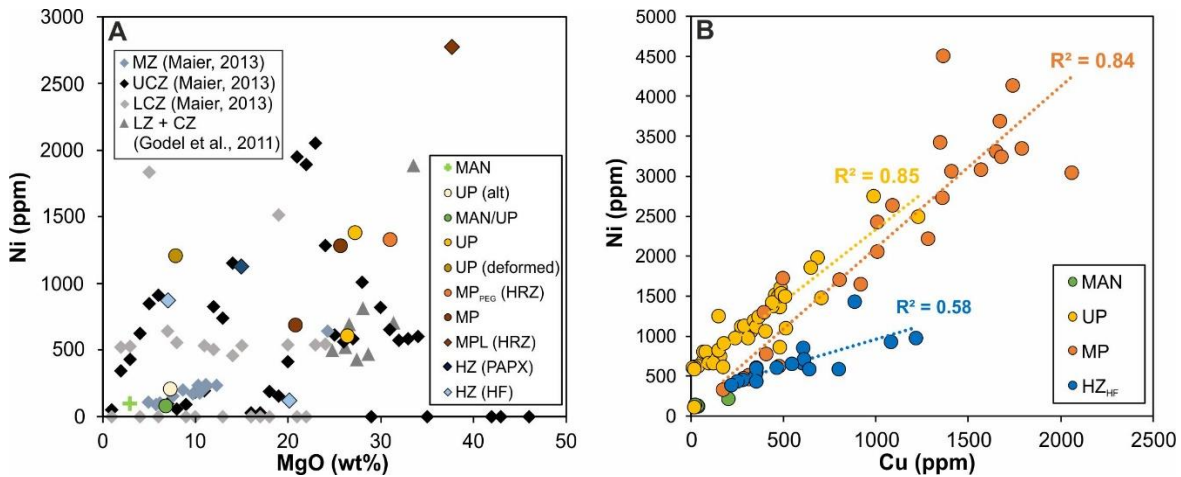 A
Ni (ppm)
3000
2500
2000
1500
1000
500
0
0 10 20 30 40 50
MgO (wt%)
MZ (Maier, 2013)
UCZ (Maier, 2013)
LCZ (Maier, 2013)
LZ + CZ
(Godel et al., 2011)
MAN
UP (alt)
MAN/UP
UP
UP (deformed)
MPPEG (HRZ)
MP
MPL (HRZ)
HZ (PAPX)
HZ (HF)
B
Ni (ppm)
5000
4500
4000
3500
3000
2500
2000
1500
1000
500
0
0 500 1000 1500 2000 2500
Cu (ppm)
R² = 0.84
R² = 0.85
R² = 0.58
MAN
UP
MP
HZHF